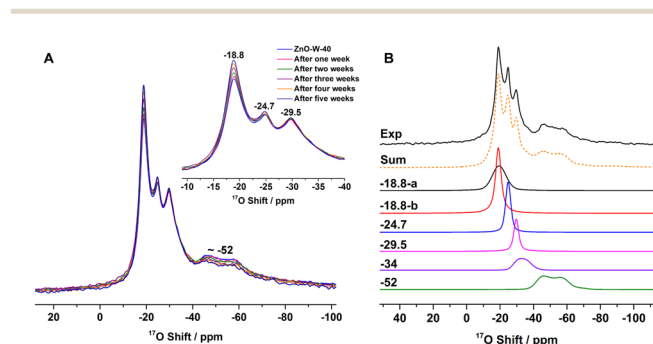 A
-18.8
ZnO-W-40
After one week
After two weeks
After three weeks
After four weeks
After five weeks
-24.7
-29.5
-10 -15 -20 -25 -30 -35 -40
¹⁷O Shift / ppm
~ -52
20 0 -20 -40 -60 -80 -100
¹⁷O Shift / ppm
B
Exp
Sum
-18.8-a
-18.8-b
-24.7
-29.5
-34
-52
40 20 0 -20 -40 -60 -80 -100
¹⁷O Shift / ppm